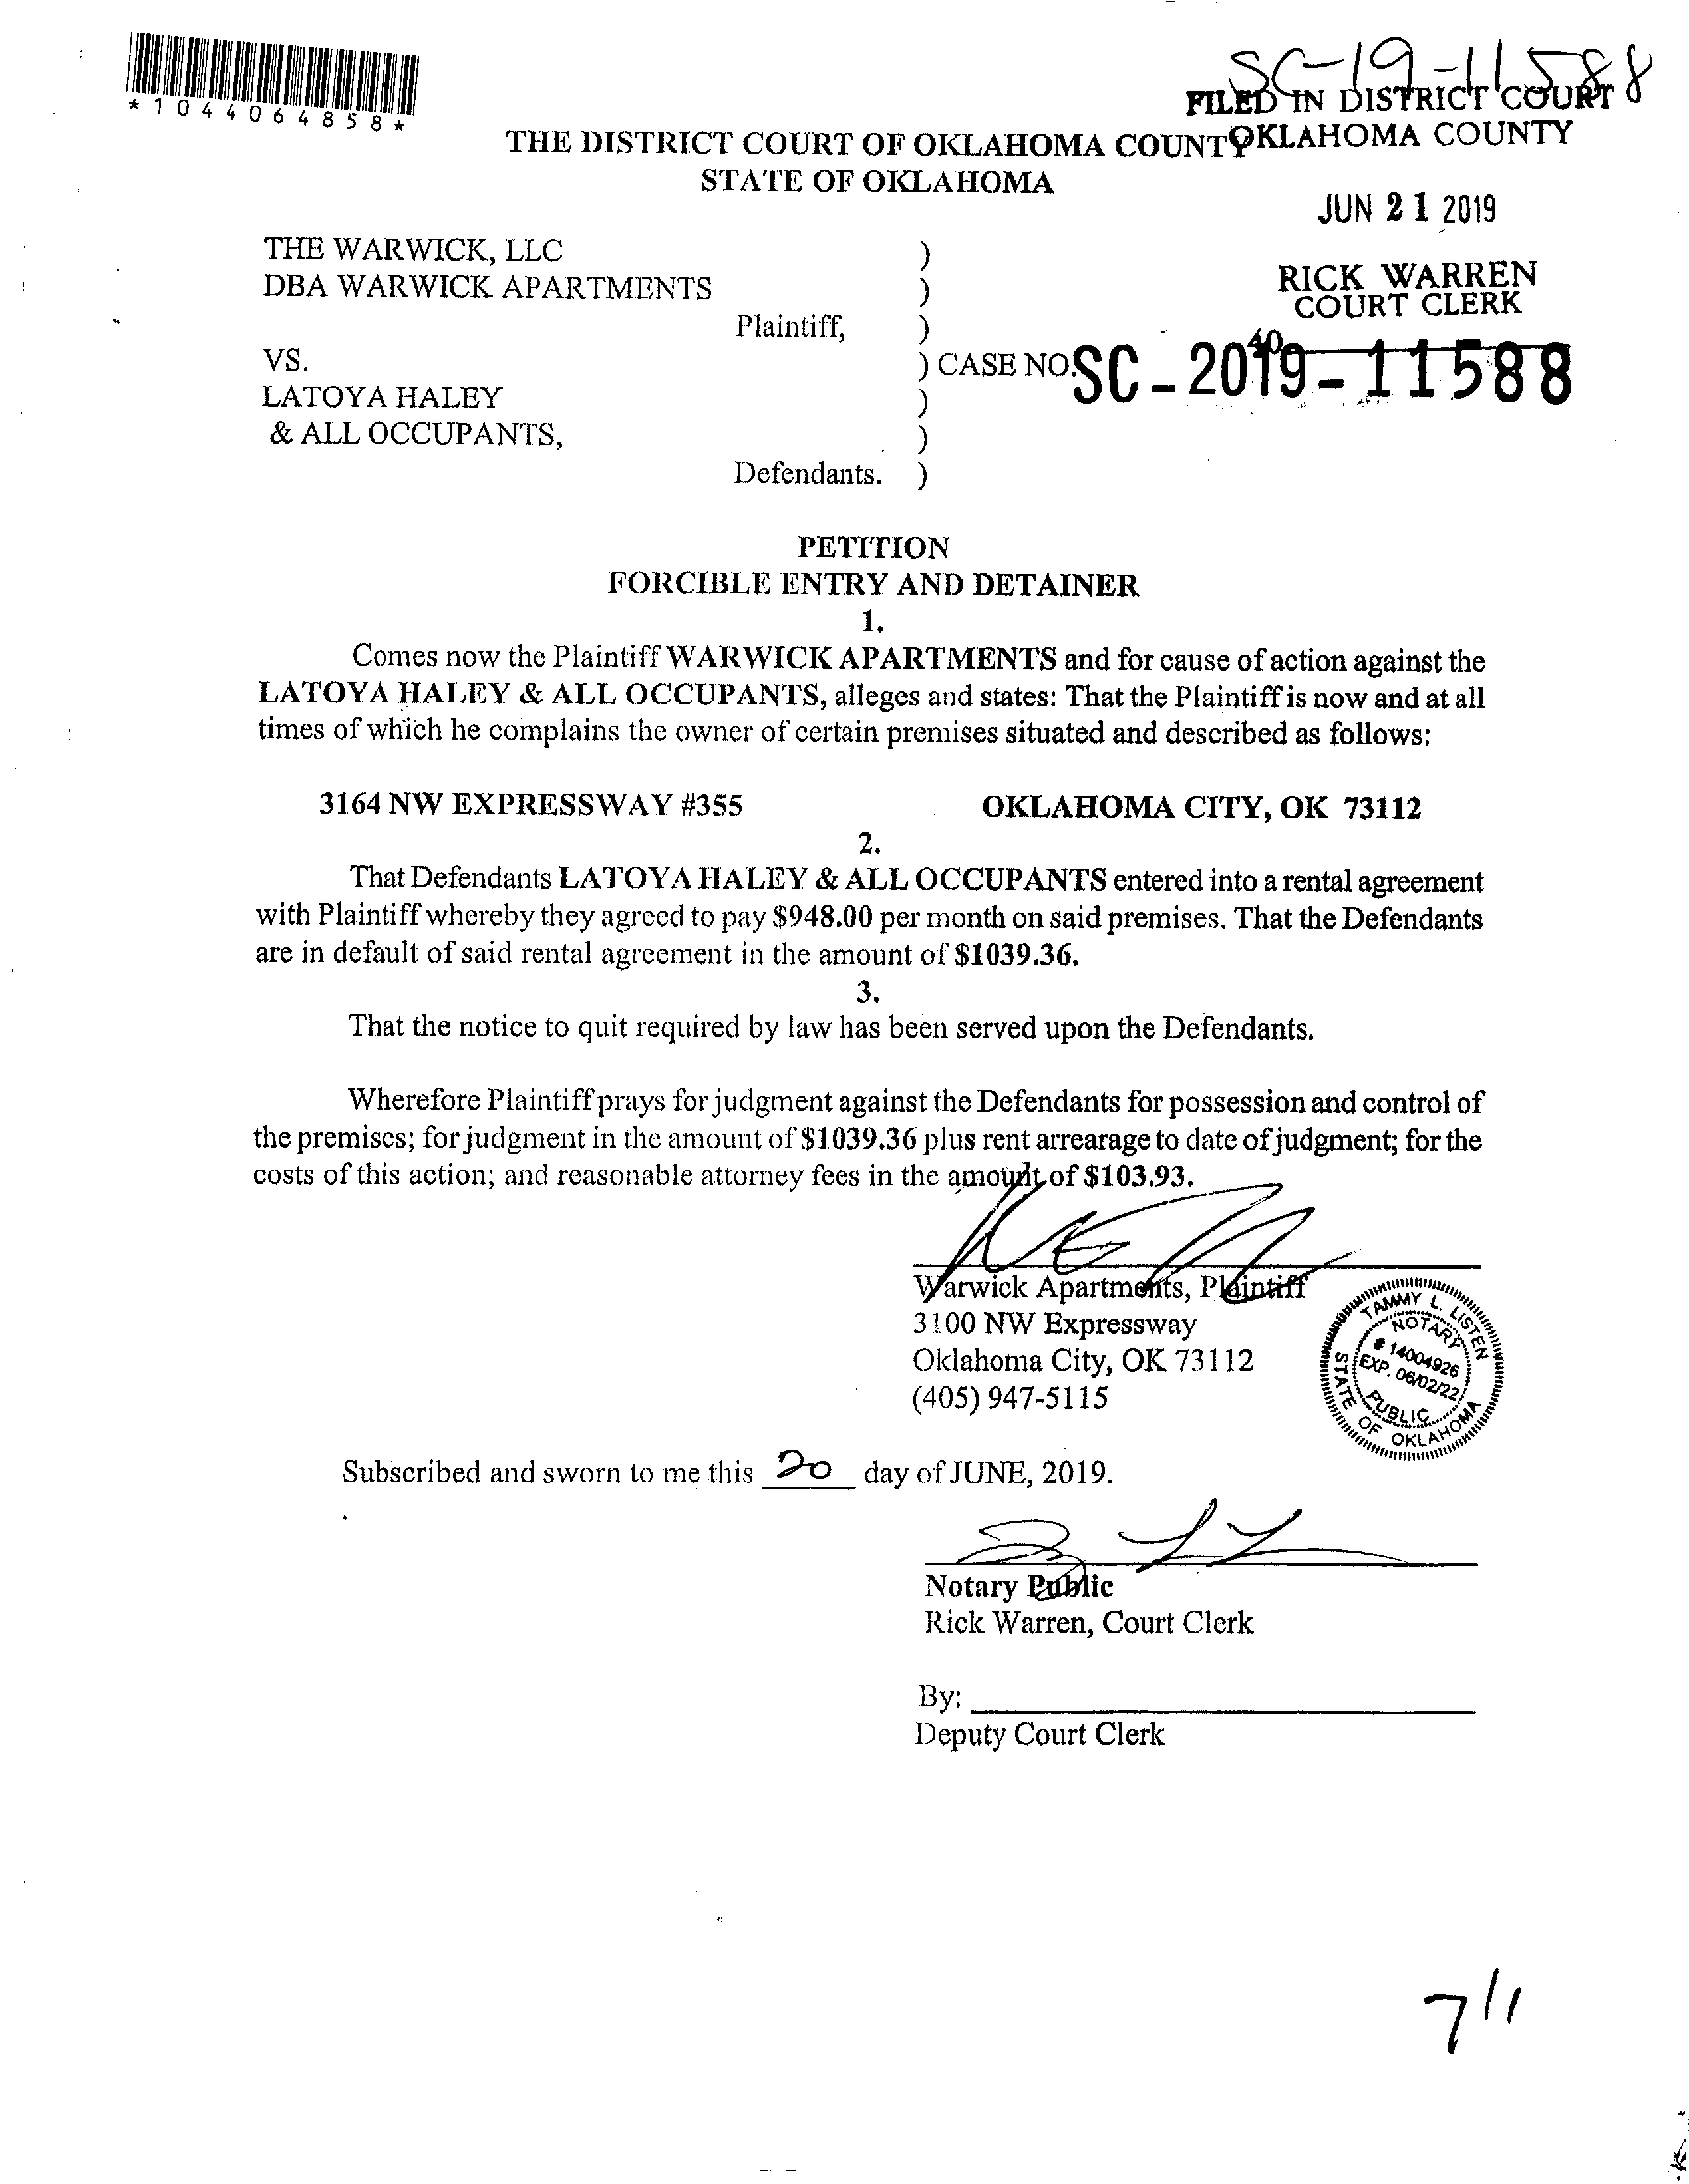 SC-19-11588
*1044064858*
FILED IN DISTRICT COURT
OKLAHOMA COUNTY
THE DISTRICT COURT OF OKLAHOMA COUNTY
STATE OF OKLAHOMA
JUN 21 2019
THE WARWICK, LLC )
DBA WARWICK APARTMENTS )
RICK WARREN
COURT CLERK
Plaintiff, )
40
VS. ) CASE NO. SC-2019-11588
LATOYA HALEY )
& ALL OCCUPANTS, )
Defendants. )
PETITION
FORCIBLE ENTRY AND DETAINER
1.
Comes now the Plaintiff WARWICK APARTMENTS and for cause of action against the
LATOYA HALEY & ALL OCCUPANTS, alleges and states: That the Plaintiff is now and at all
times of which he complains the owner of certain premises situated and described as follows:
3164 NW EXPRESSWAY #355 OKLAHOMA CITY, OK 73112
2.
That Defendants LATOYA HALEY & ALL OCCUPANTS entered into a rental agreement
with Plaintiff whereby they agreed to pay $948.00 per month on said premises. That the Defendants
are in default of said rental agreement in the amount of $1039.36.
3.
That the notice to quit required by law has been served upon the Defendants.
Wherefore Plaintiff prays for judgment against the Defendants for possession and control of
the premises; for judgment in the amount of $1039.36 plus rent arrearage to date of judgment; for the
costs of this action; and reasonable attorney fees in the amount of $103.93.
Warwick Apartments, Plaintiff
3100 NW Expressway
Oklahoma City, OK 73112
(405) 947-5115
TAMMY L. LISTEN
NOTARY
# 14004926
EXP. 06/02/22
PUBLIC
STATE OF OKLAHOMA
Subscribed and sworn to me this 20 day of JUNE, 2019.
Notary Public
Rick Warren, Court Clerk
By:
Deputy Court Clerk
7/1